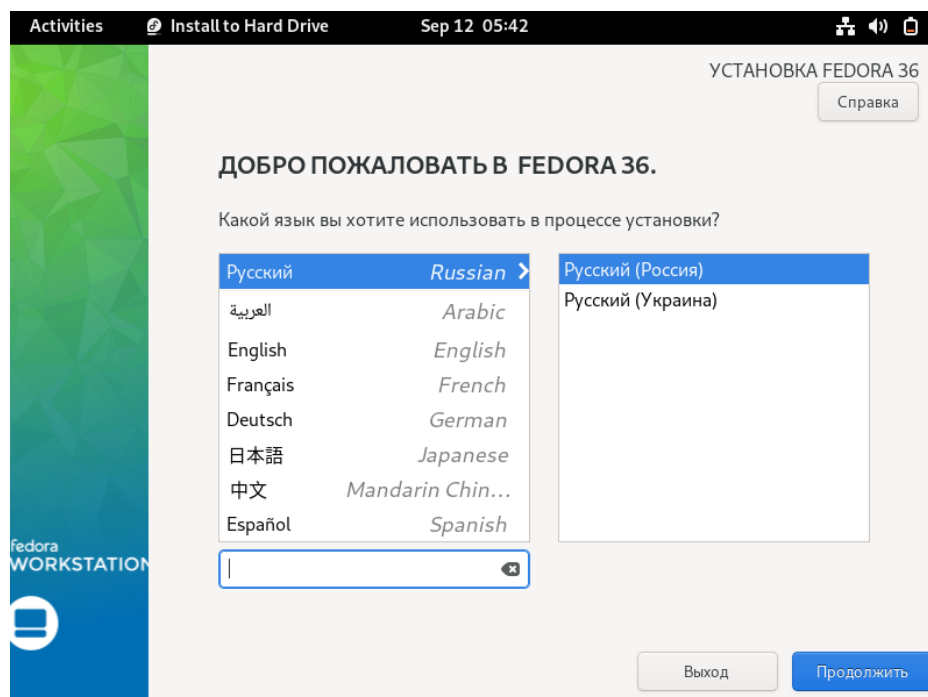 Activities Install to Hard Drive Sep 12 05:42
УСТАНОВКА FEDORA 36
Справка
ДОБРО ПОЖАЛОВАТЬ В FEDORA 36.
Какой язык вы хотите использовать в процессе установки?
Русский Russian
العربية Arabic
English English
Français French
Deutsch German
日本語 Japanese
中文 Mandarin Chin...
Español Spanish
Русский (Россия)
Русский (Украина)
fedora
WORKSTATION
Выход Продолжить